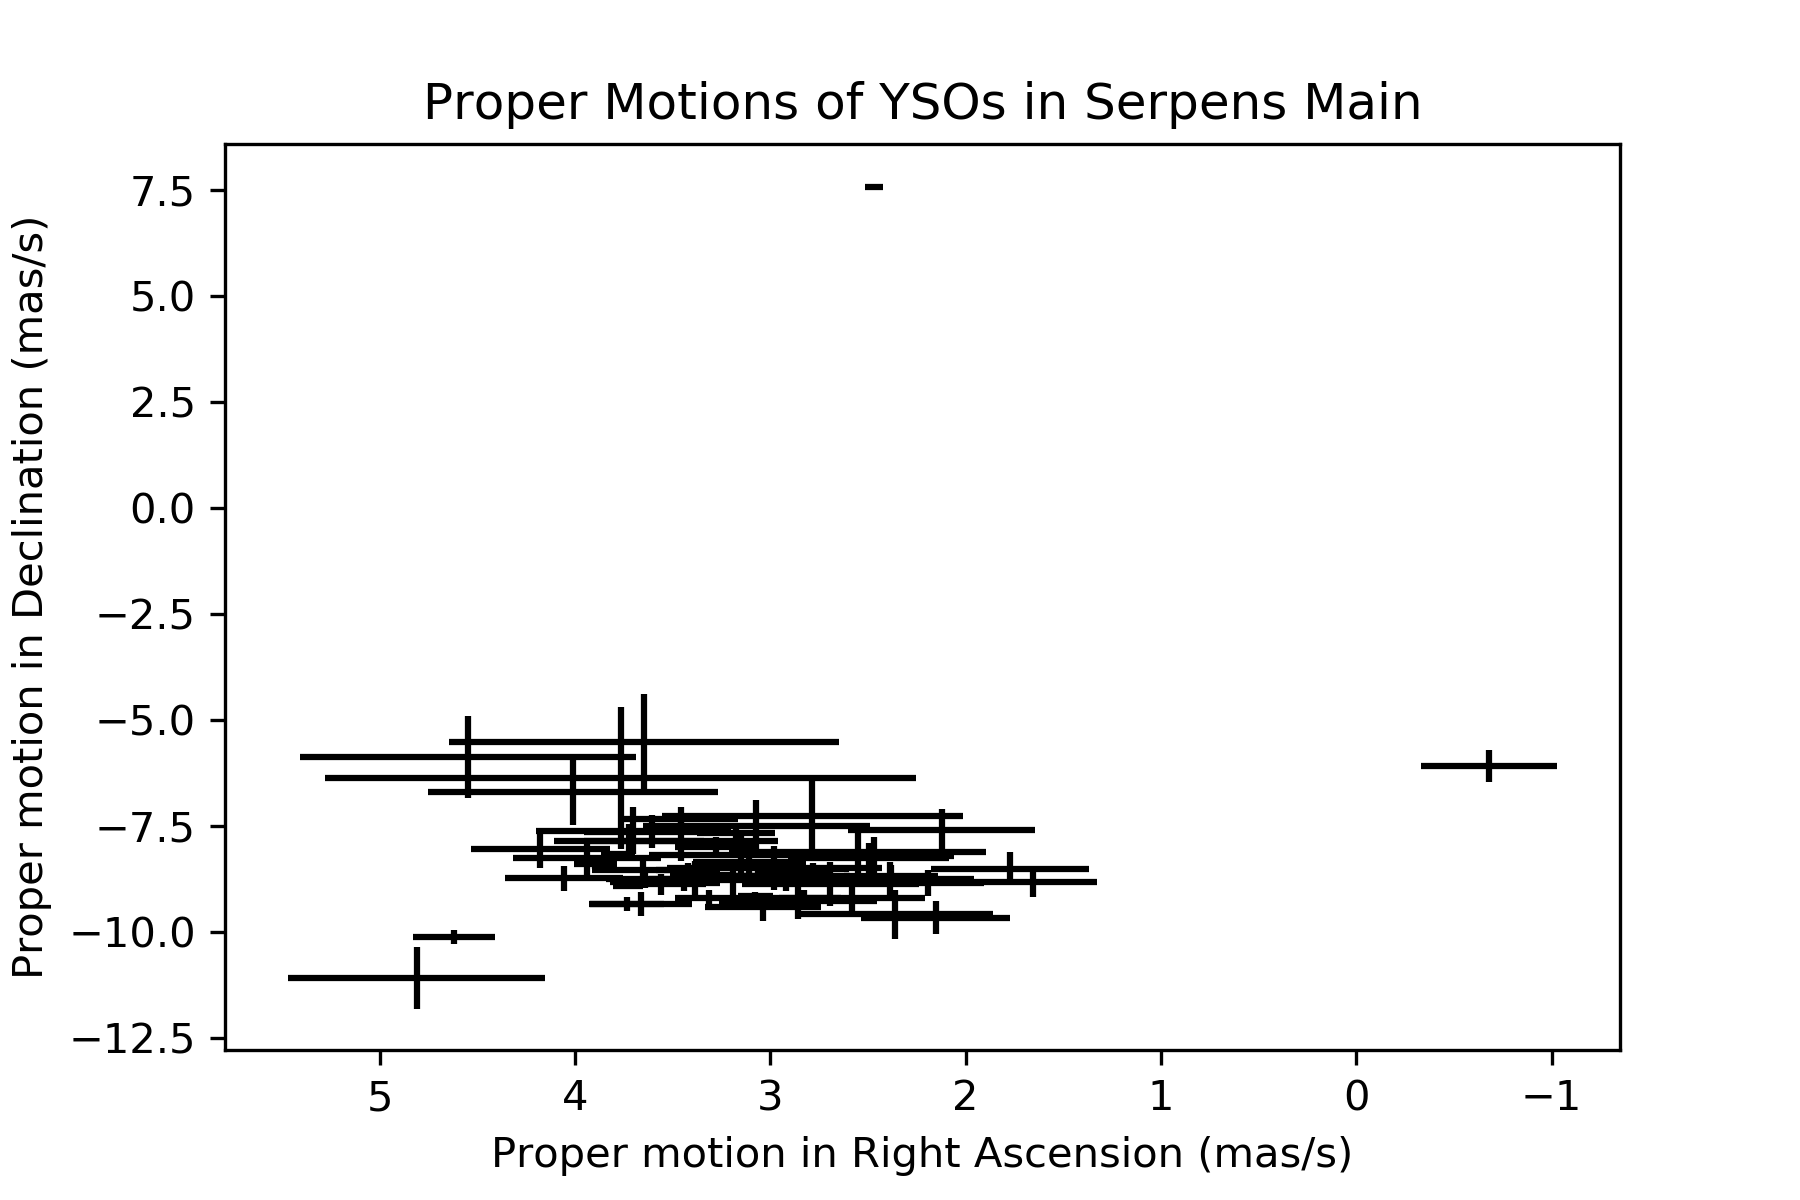 Proper Motions of YSOs in Serpens Main
Proper motion in Declination (mas/s)
7.5
5.0
2.5
0.0
−2.5
−5.0
−7.5
−10.0
−12.5
5 4 3 2 1 0 −1
Proper motion in Right Ascension (mas/s)